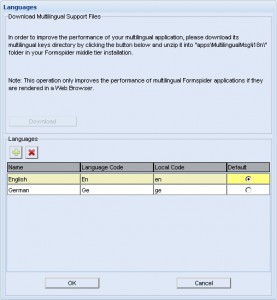 Languages
Download Multilingual Support Files
In order to improve the performance of your multilingual application, please download its
multilingual keys directory by clicking the button below and unzip it into "apps\MultilingualMsg\i18n\"
folder in your Formspider middle tier installation.
Note: This operation only improves the performance of multilingual Formspider applications if they
are rendered in a Web Browser.
Download
Languages
Name Language Code Local Code Default
English En en
German Ge ge
OK Cancel